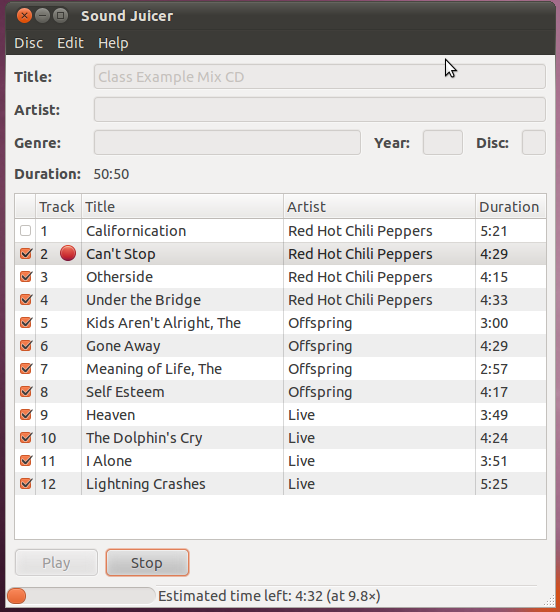 Sound Juicer
Disc Edit Help
Title: Class Example Mix CD
Artist:
Genre: Year: Disc:
Duration: 50:50
Track Title Artist Duration
1 Californication Red Hot Chili Peppers 5:21
2 Can't Stop Red Hot Chili Peppers 4:29
3 Otherside Red Hot Chili Peppers 4:15
4 Under the Bridge Red Hot Chili Peppers 4:33
5 Kids Aren't Alright, The Offspring 3:00
6 Gone Away Offspring 4:29
7 Meaning of Life, The Offspring 2:57
8 Self Esteem Offspring 4:17
9 Heaven Live 3:49
10 The Dolphin's Cry Live 4:24
11 I Alone Live 3:51
12 Lightning Crashes Live 5:25
Play Stop
Estimated time left: 4:32 (at 9.8×)